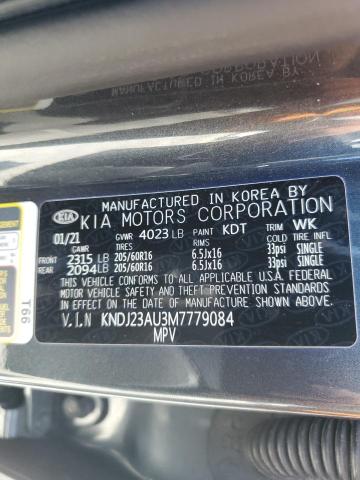 MANUFACTURED IN KOREA BY
KIA KIA MOTORS CORPORATION
01/21 GVWR 4023 LB PAINT KDT TRIM WK
GAWR TIRES RIMS COLD TIRE INFL
FRONT 2315 LB 205/60R16 6.5Jx16 33psi SINGLE
REAR 2094 LB 205/60R16 6.5Jx16 33psi SINGLE
THIS VEHICLE CONFORMS TO ALL APPLICABLE U.S.A. FEDERAL
MOTOR VEHICLE SAFETY AND THEFT PREVENTION STANDARDS
IN EFFECT ON THE DATE OF MANUFACTURE SHOWN ABOVE.
V.I.N KNDJ23AU3M7779084
MPV
T66